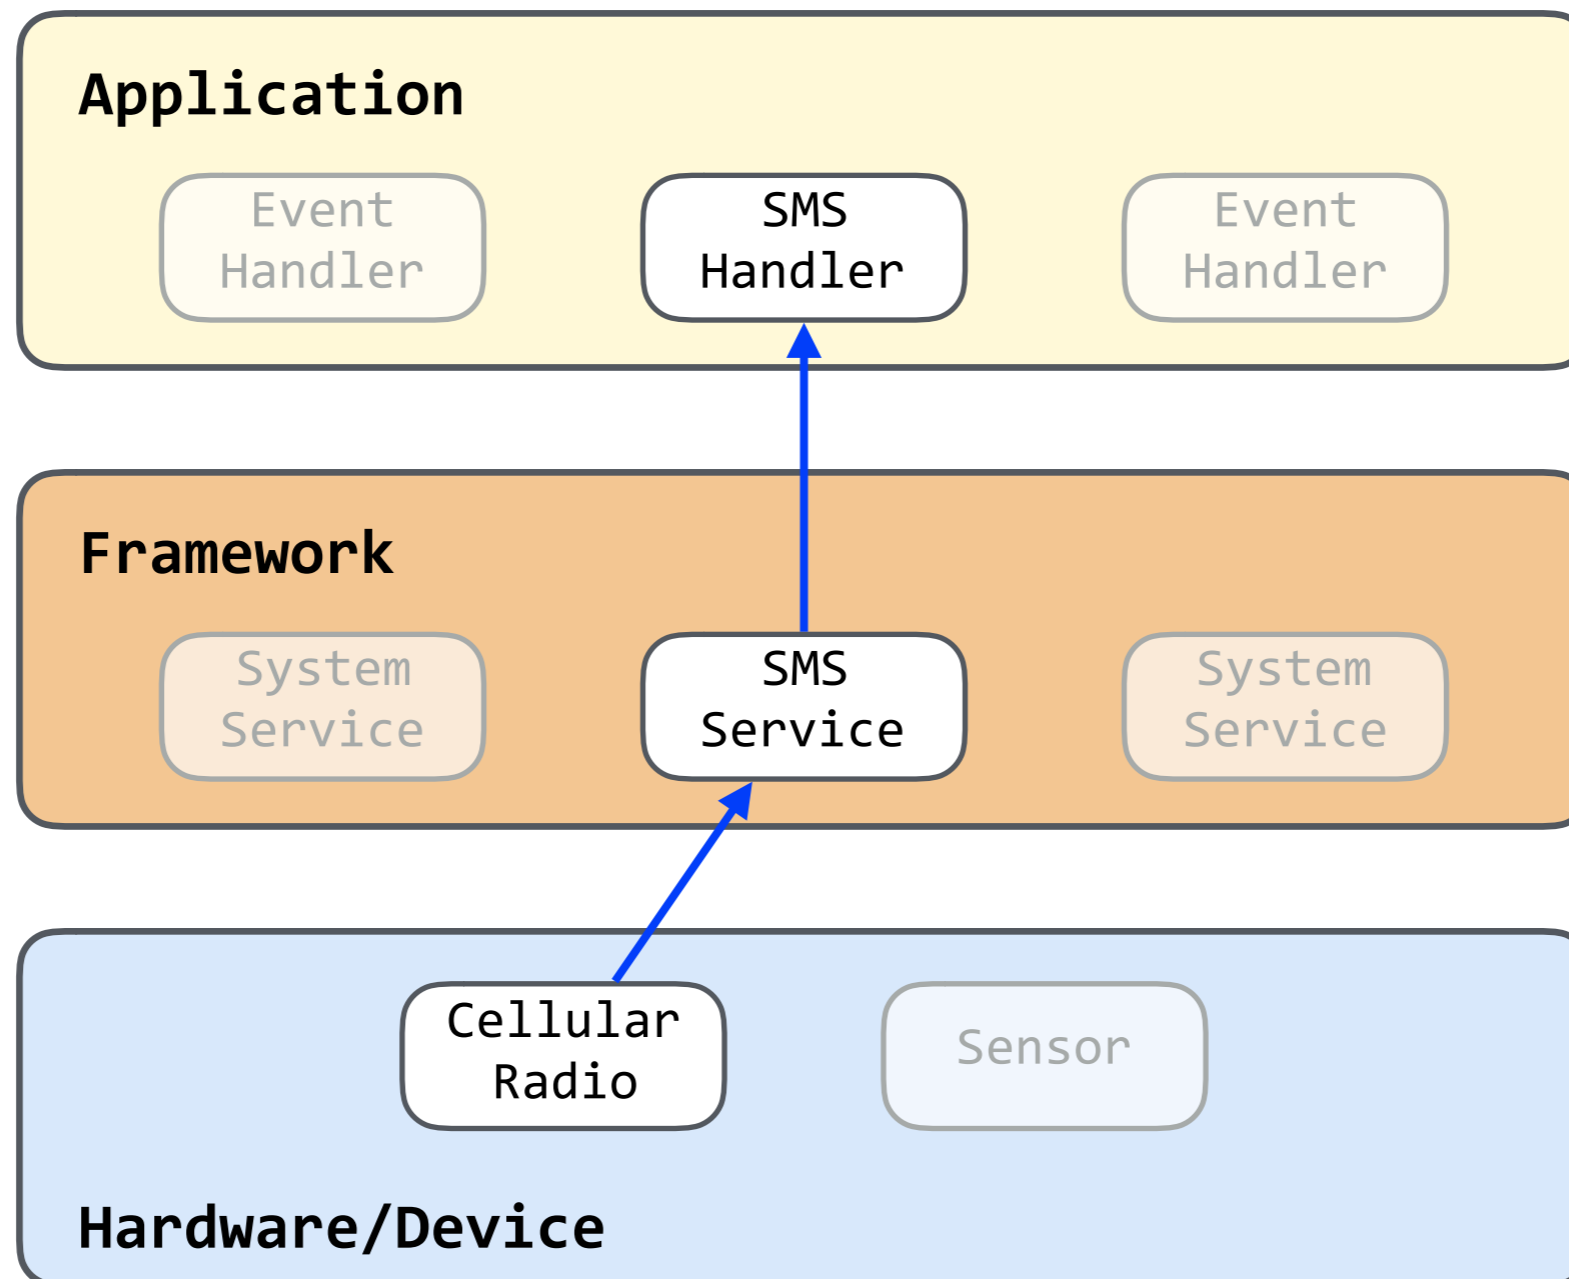 Application
Event
Handler
SMS
Handler
Event
Handler
Framework
System
Service
SMS
Service
System
Service
Cellular
Radio
Sensor
Hardware/Device